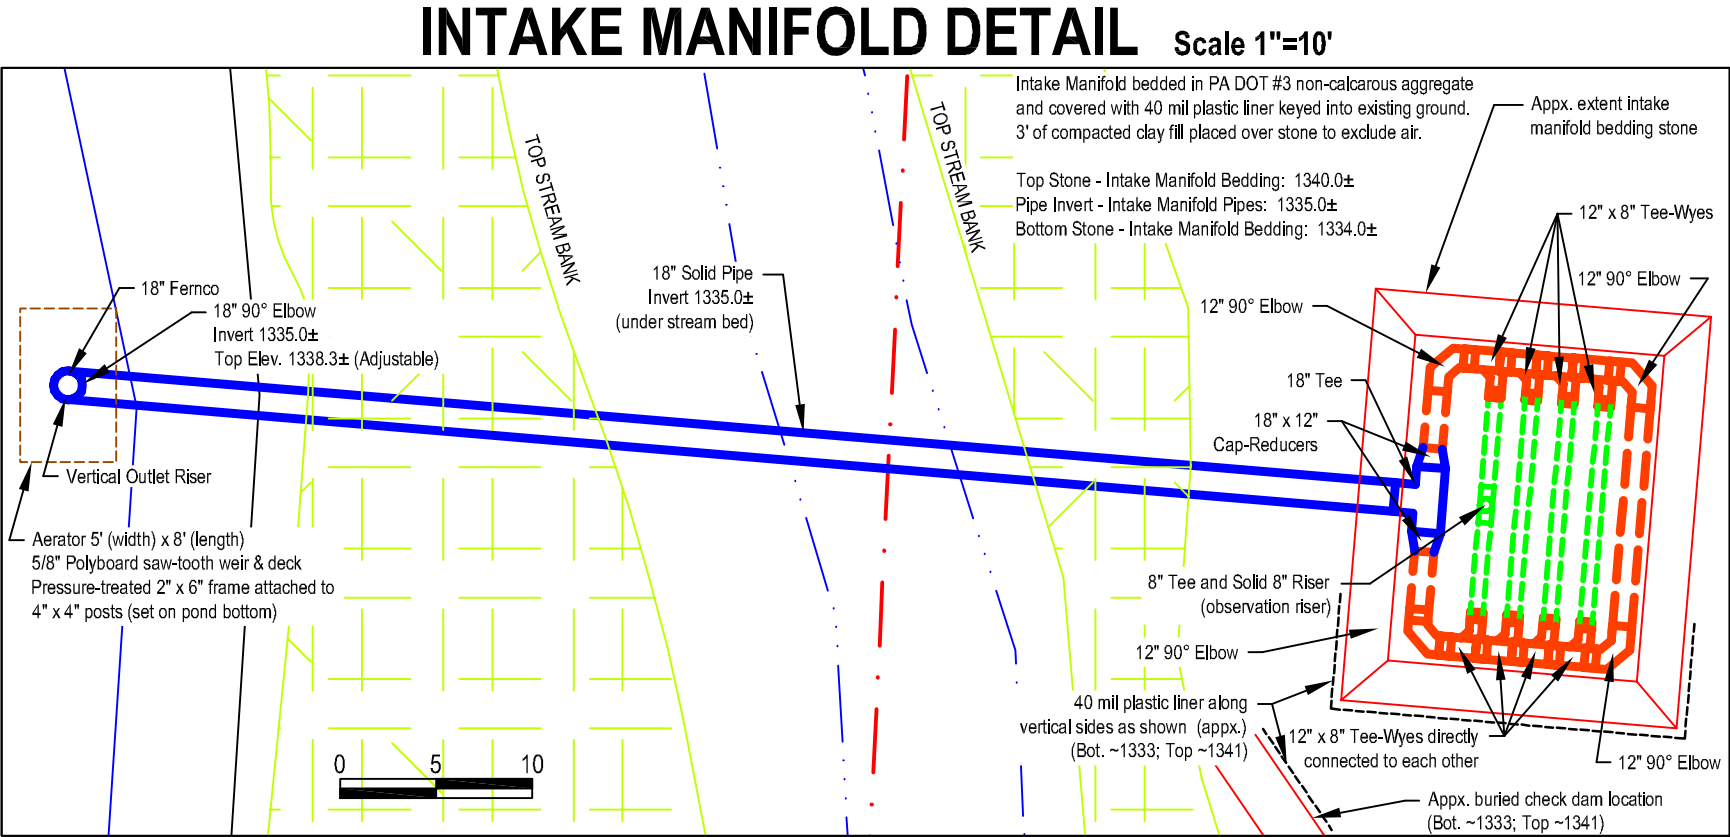 INTAKE MANIFOLD DETAIL Scale 1"=10'
Intake Manifold bedded in PA DOT #3 non-calcarous aggregate
and covered with 40 mil plastic liner keyed into existing ground.
3' of compacted clay fill placed over stone to exclude air.
Top Stone - Intake Manifold Bedding: 1340.0±
Pipe Invert - Intake Manifold Pipes: 1335.0±
Bottom Stone - Intake Manifold Bedding: 1334.0±
Appx. extent intake
manifold bedding stone
TOP STREAM BANK
TOP STREAM BANK
12" x 8" Tee-Wyes
12" 90° Elbow
12" 90° Elbow
18" Solid Pipe
Invert 1335.0±
(under stream bed)
18" Fernco
18" 90° Elbow
Invert 1335.0±
Top Elev. 1338.3± (Adjustable)
18" Tee
18" x 12"
Cap-Reducers
Vertical Outlet Riser
Aerator 5' (width) x 8' (length)
5/8" Polyboard saw-tooth weir & deck
Pressure-treated 2" x 6" frame attached to
4" x 4" posts (set on pond bottom)
8" Tee and Solid 8" Riser
(observation riser)
12" 90° Elbow
40 mil plastic liner along
vertical sides as shown (appx.)
(Bot. ~1333; Top ~1341)
12" x 8" Tee-Wyes directly
connected to each other
12" 90° Elbow
0 5 10
Appx. buried check dam location
(Bot. ~1333; Top ~1341)